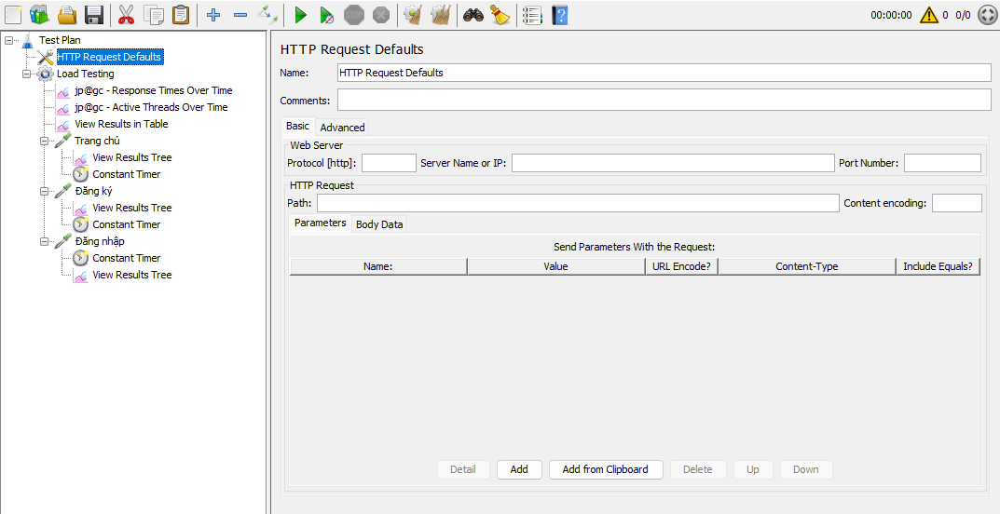 00:00:00 0 0/0
Test Plan
HTTP Request Defaults
Load Testing
jp@gc - Response Times Over Time
jp@gc - Active Threads Over Time
View Results in Table
Trang chủ
View Results Tree
Constant Timer
Đăng ký
View Results Tree
Constant Timer
Đăng nhập
Constant Timer
View Results Tree
HTTP Request Defaults
Name: HTTP Request Defaults
Comments:
Basic Advanced
Web Server
Protocol [http]: Server Name or IP: Port Number:
HTTP Request
Path: Content encoding:
Parameters Body Data
Send Parameters With the Request:
Name: Value URL Encode? Content-Type Include Equals?
Detail Add Add from Clipboard Delete Up Down